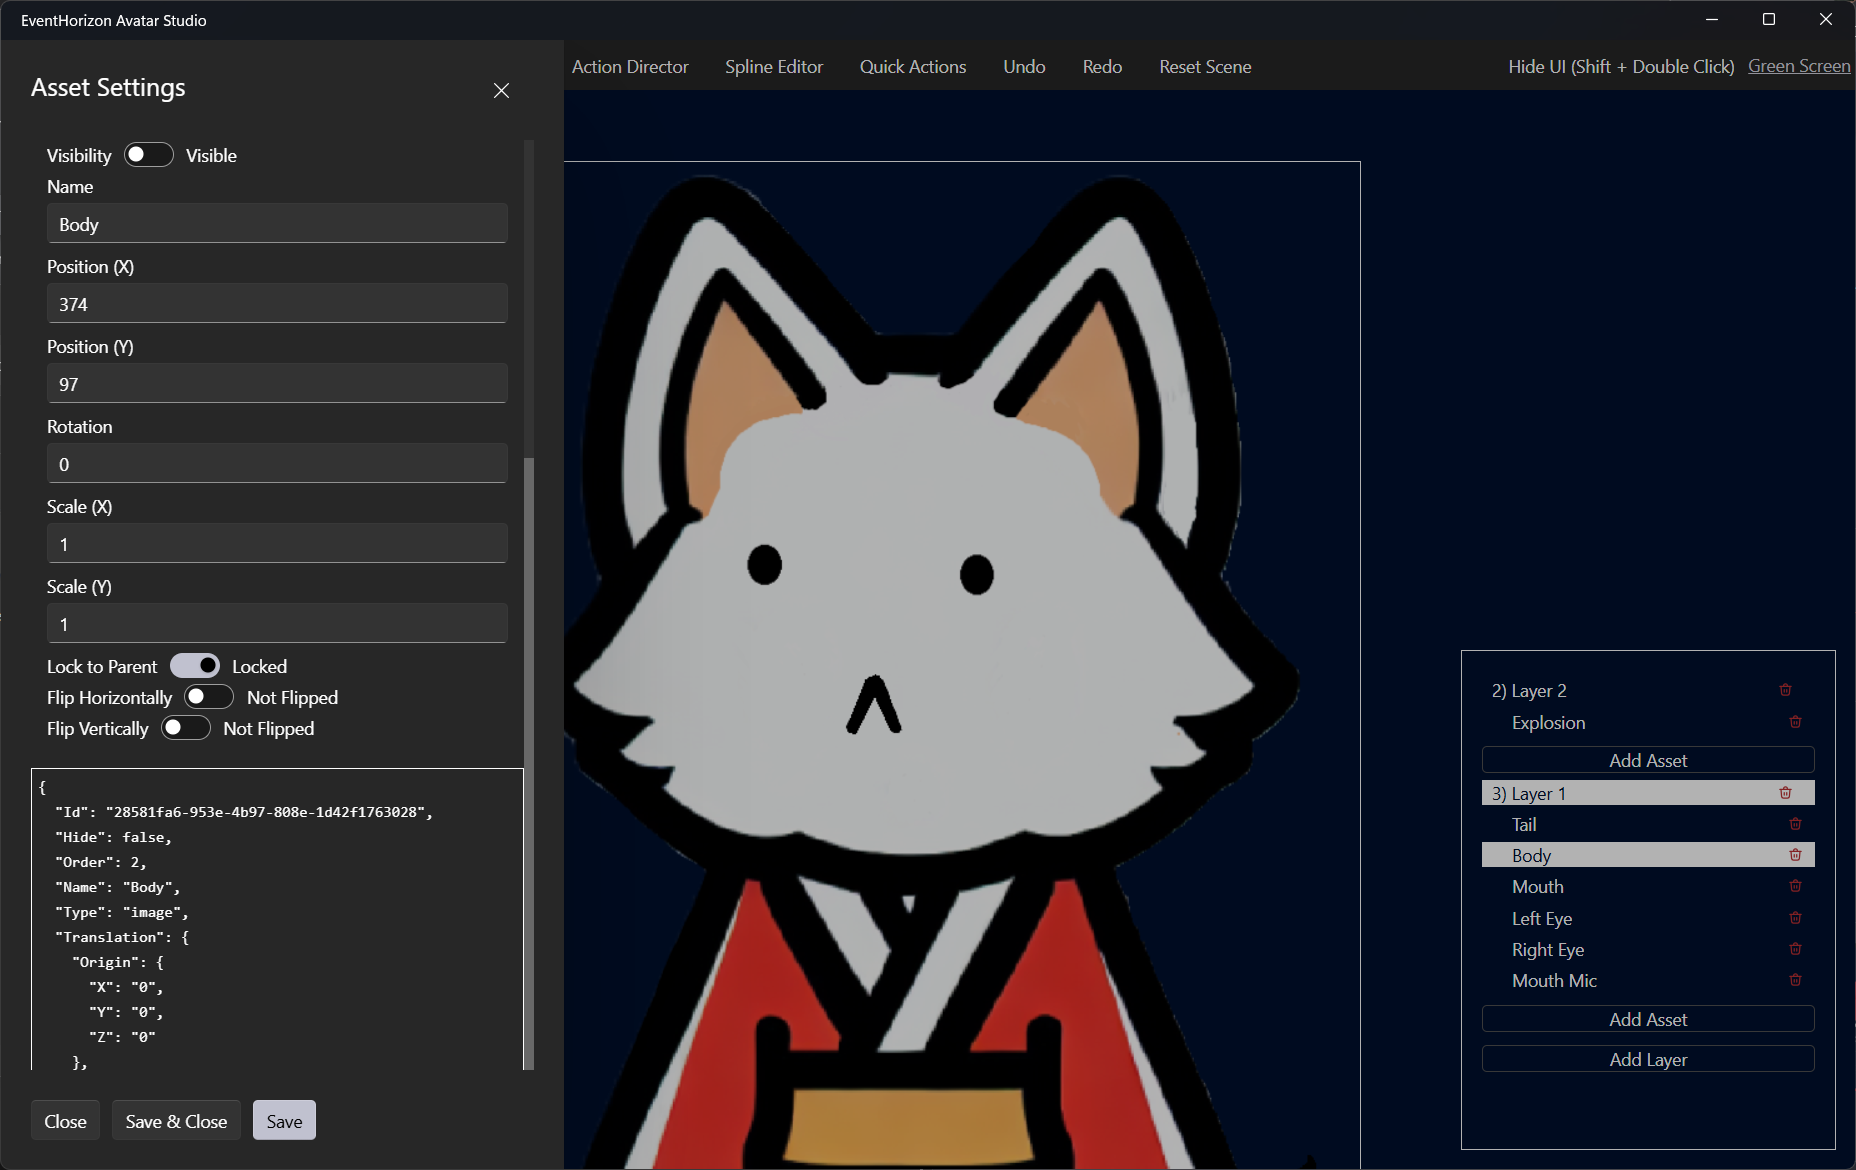 EventHorizon Avatar Studio
Asset Settings
Action Director Spline Editor Quick Actions Undo Redo Reset Scene Hide UI (Shift + Double Click) Green Screen
Visibility Visible
Name
Body
Position (X)
374
Position (Y)
97
Rotation
0
Scale (X)
1
Scale (Y)
1
Lock to Parent Locked
Flip Horizontally Not Flipped
Flip Vertically Not Flipped
{
"Id": "28581fa6-953e-4b97-808e-1d42f1763028",
"Hide": false,
"Order": 2,
"Name": "Body",
"Type": "image",
"Translation": {
"Origin": {
"X": "0",
"Y": "0",
"Z": "0"
},
Close Save & Close Save
2) Layer 2
Explosion
Add Asset
3) Layer 1
Tail
Body
Mouth
Left Eye
Right Eye
Mouth Mic
Add Asset
Add Layer